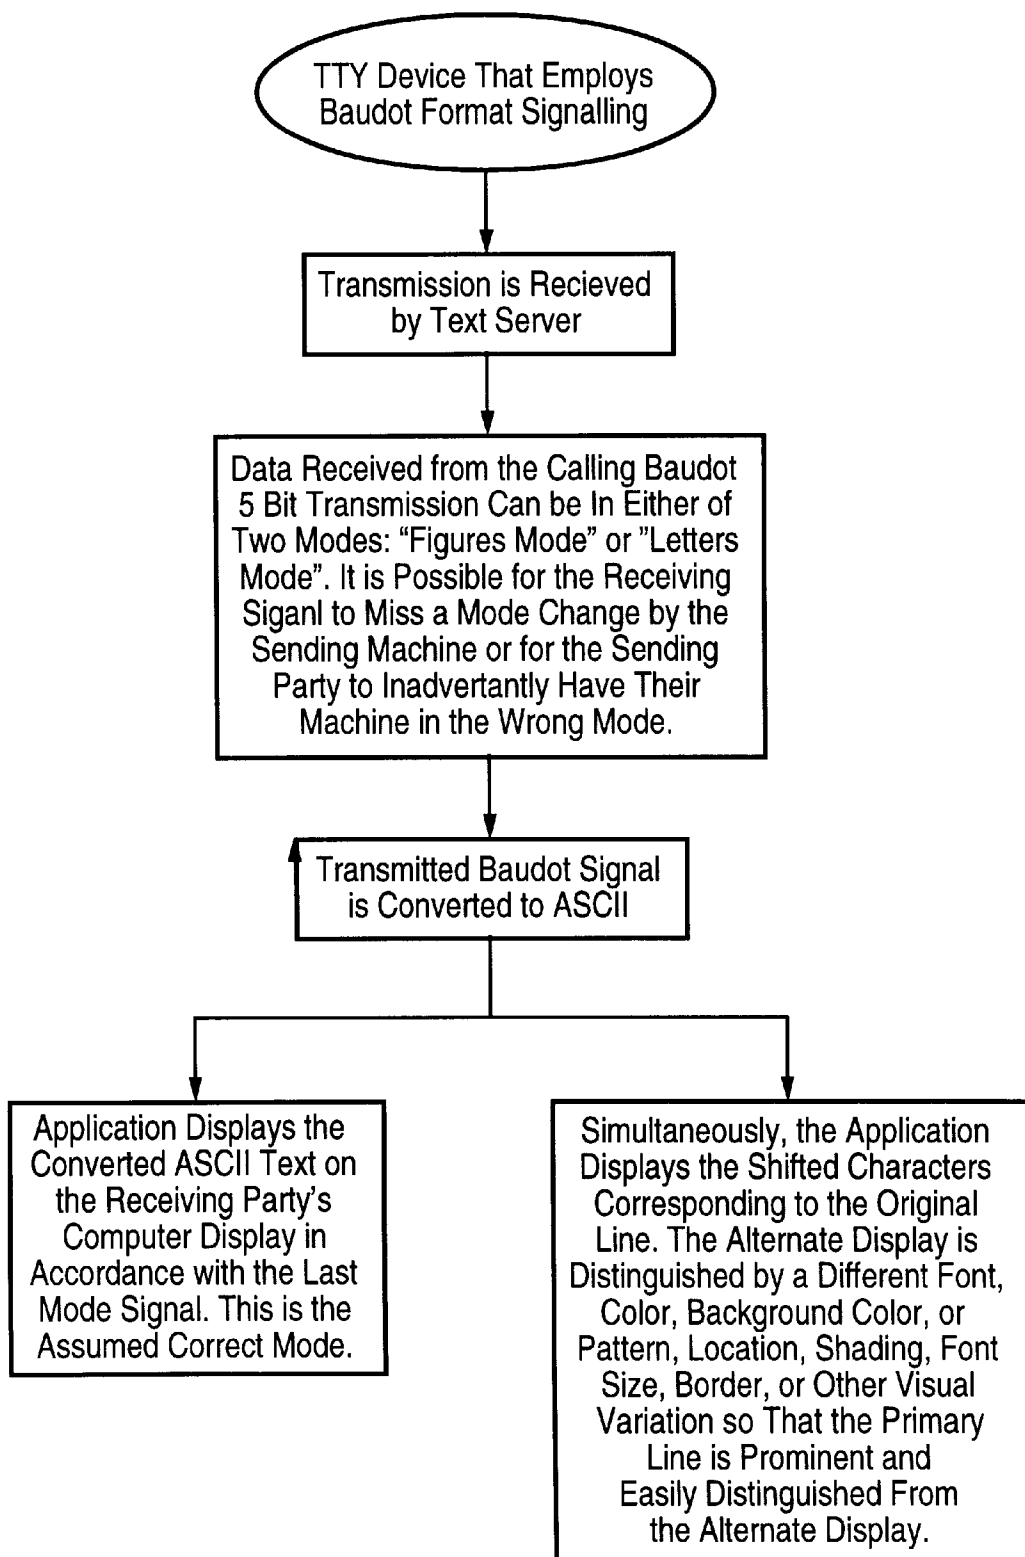 TTY Device That Employs
Baudot Format Signalling
Transmission is Recieved
by Text Server
Data Received from the Calling Baudot
5 Bit Transmission Can be In Either of
Two Modes: “Figures Mode” or ”Letters
Mode”. It is Possible for the Receiving
Siganl to Miss a Mode Change by the
Sending Machine or for the Sending
Party to Inadvertantly Have Their
Machine in the Wrong Mode.
Transmitted Baudot Signal
is Converted to ASCII
Application Displays the
Converted ASCII Text on
the Receiving Party’s
Computer Display in
Accordance with the Last
Mode Signal. This is the
Assumed Correct Mode.
Simultaneously, the Application
Displays the Shifted Characters
Corresponding to the Original
Line. The Alternate Display is
Distinguished by a Different Font,
Color, Background Color, or
Pattern, Location, Shading, Font
Size, Border, or Other Visual
Variation so That the Primary
Line is Prominent and
Easily Distinguished From
the Alternate Display.